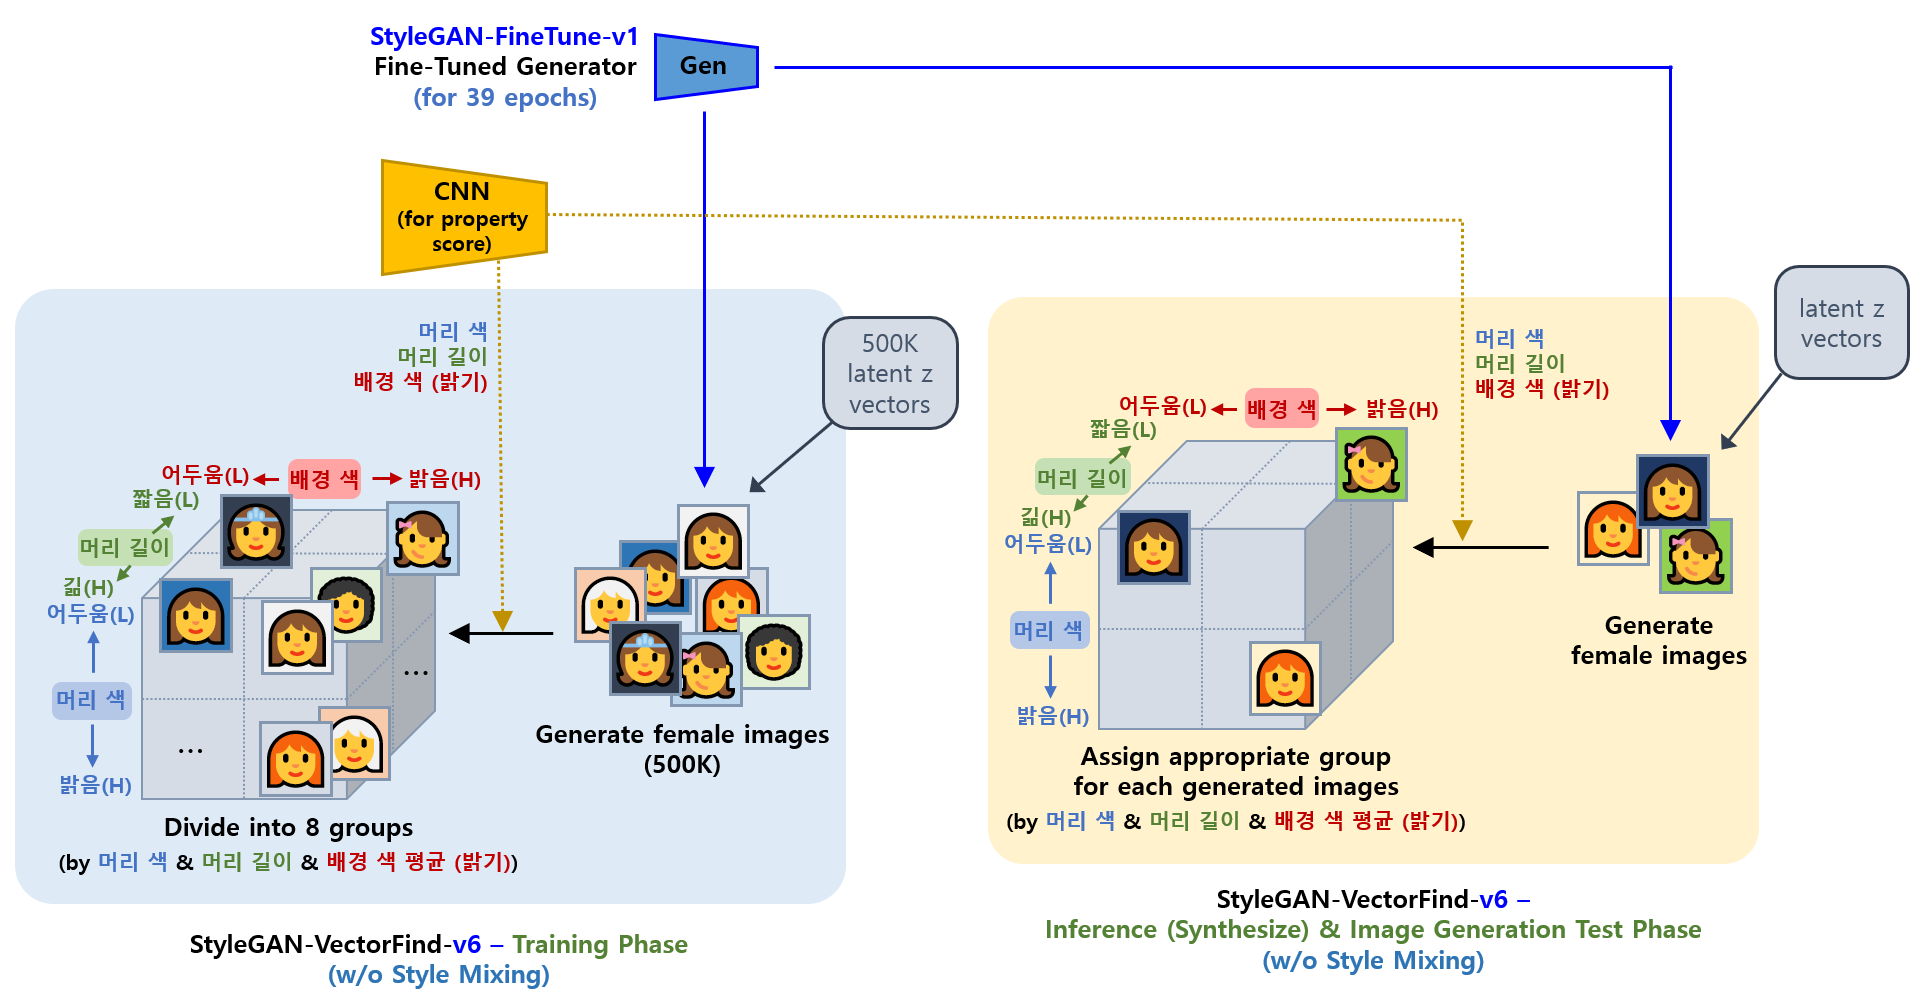 StyleGAN-FineTune-v1
Fine-Tuned Generator
(for 39 epochs)
Gen
CNN
(for property
score)
머리 색
머리 길이
배경 색 (밝기)
500K
latent z
vectors
어두움(L)
배경 색
밝음(H)
짧음(L)
머리 길이
긺(H)
어두움(L)
머리 색
밝음(H)
...
...
Generate female images
(500K)
Divide into 8 groups
(by 머리 색 & 머리 길이 & 배경 색 평균 (밝기))
StyleGAN-VectorFind-v6 – Training Phase
(w/o Style Mixing)
latent z
vectors
머리 색
머리 길이
배경 색 (밝기)
어두움(L)
배경 색
밝음(H)
짧음(L)
머리 길이
긺(H)
어두움(L)
머리 색
밝음(H)
Generate
female images
Assign appropriate group
for each generated images
(by 머리 색 & 머리 길이 & 배경 색 평균 (밝기))
StyleGAN-VectorFind-v6 –
Inference (Synthesize) & Image Generation Test Phase
(w/o Style Mixing)